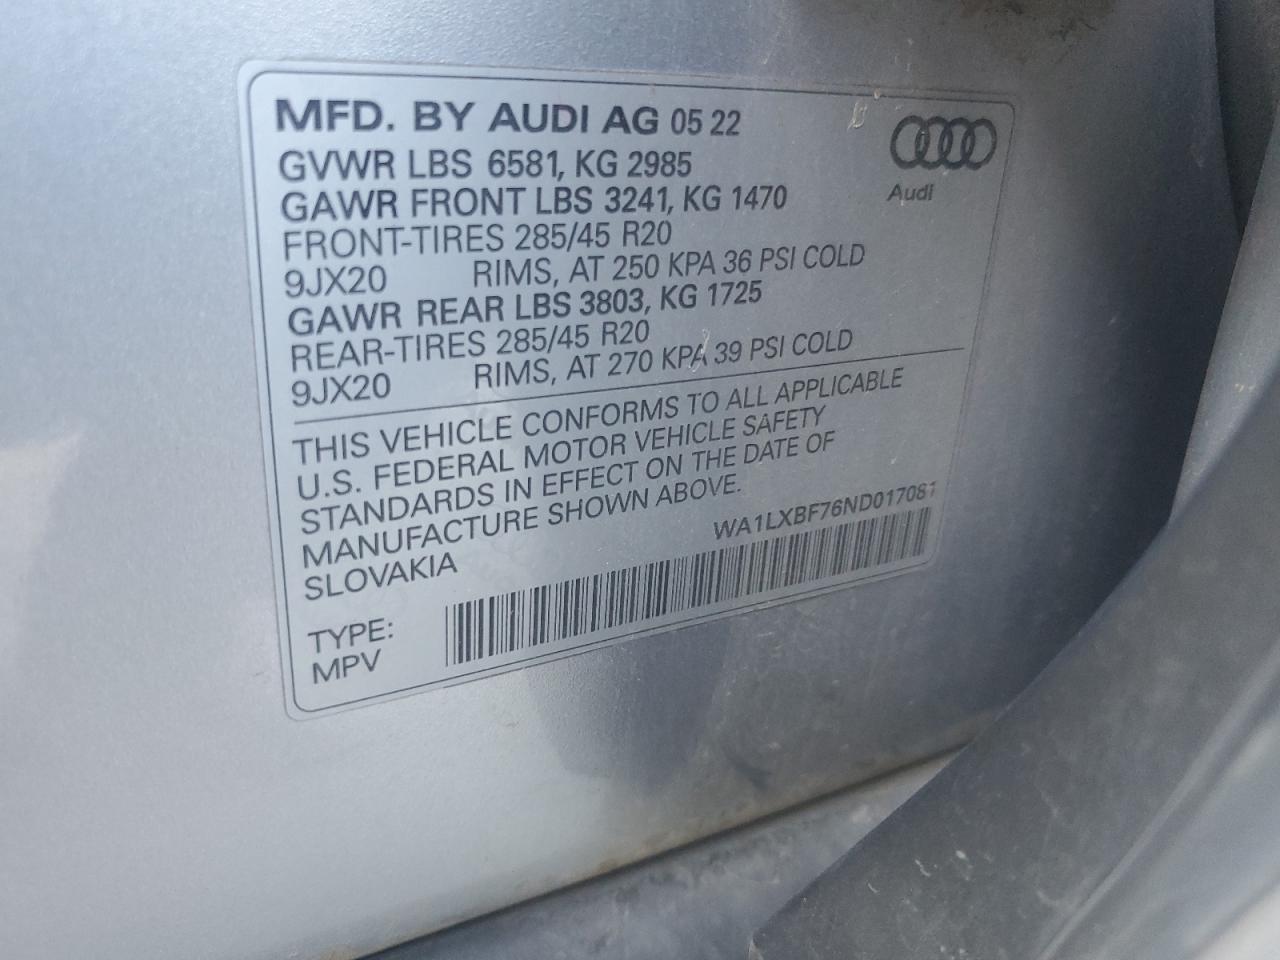 MFD. BY AUDI AG 05 22
GVWR LBS 6581, KG 2985
GAWR FRONT LBS 3241, KG 1470
FRONT-TIRES 285/45 R20
9JX20 RIMS, AT 250 KPA 36 PSI COLD
GAWR REAR LBS 3803, KG 1725
REAR-TIRES 285/45 R20
9JX20 RIMS, AT 270 KPA 39 PSI COLD
Audi
THIS VEHICLE CONFORMS TO ALL APPLICABLE
U.S. FEDERAL MOTOR VEHICLE SAFETY
STANDARDS IN EFFECT ON THE DATE OF
MANUFACTURE SHOWN ABOVE.
SLOVAKIA
WA1LXBF76ND017081
TYPE:
MPV